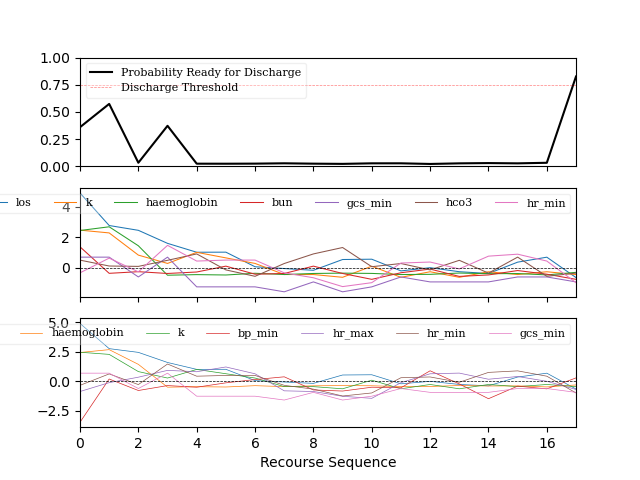 1.00
0.75
0.50
0.25
0.00
Probability Ready for Discharge
Discharge Threshold
4
2
0
los k haemoglobin bun gcs_min hco3 hr_min
5.0
2.5
0.0
−2.5
haemoglobin k bp_min hr_max hr_min gcs_min
0 2 4 6 8 10 12 14 16
Recourse Sequence